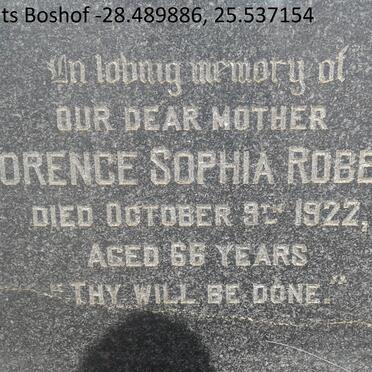 ts Boshof -28.489886, 25.537154
In loving memory of
OUR DEAR MOTHER
ORENCE SOPHIA ROBE
DIED OCTOBER 3RD 1922,
AGED 66 YEARS
"THY WILL BE DONE."